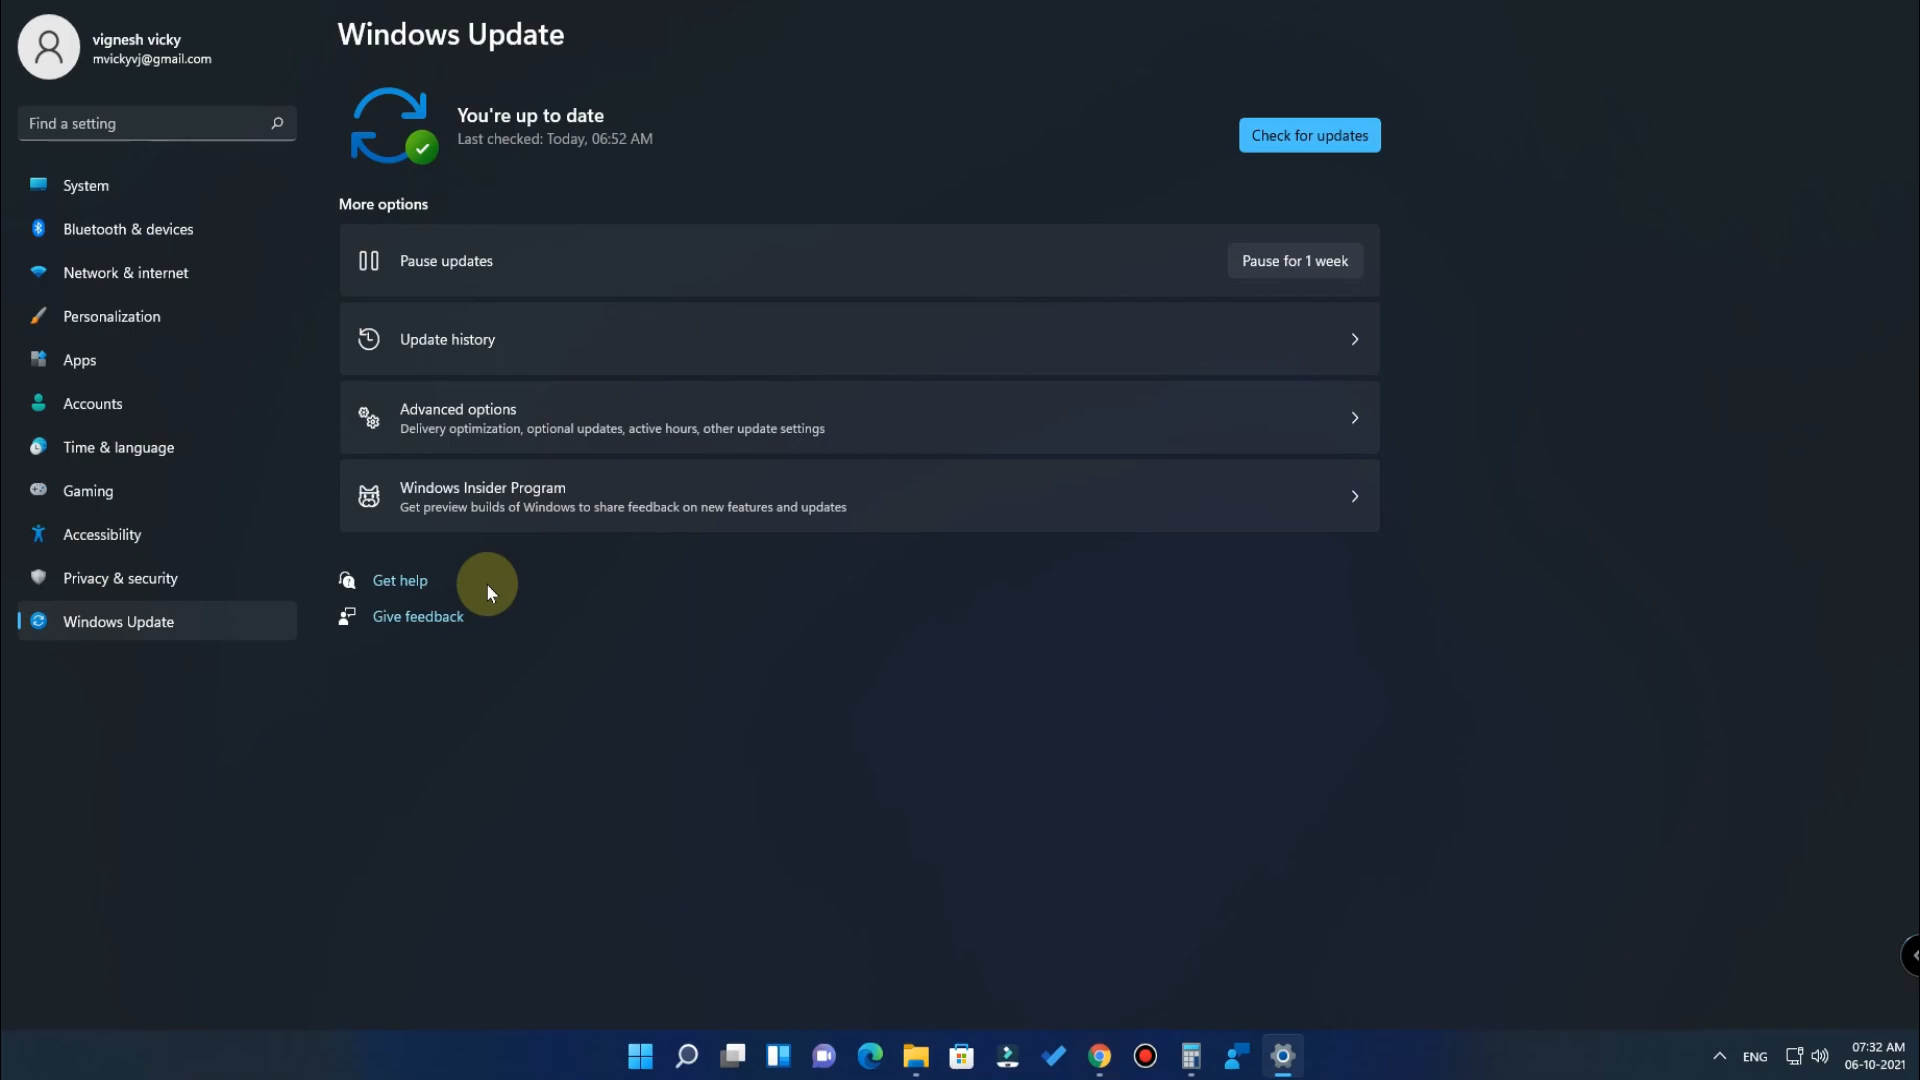 vignesh vicky
mvickyvj@gmail.com
Find a setting
System
Bluetooth & devices
Network & internet
Personalization
Apps
Accounts
Time & language
Gaming
Accessibility
Privacy & security
Windows Update
Windows Update
You're up to date
Last checked: Today, 06:52 AM
Check for updates
More options
Pause updates
Pause for 1 week
Update history
Advanced options
Delivery optimization, optional updates, active hours, other update settings
Windows Insider Program
Get preview builds of Windows to share feedback on new features and updates
Get help
Give feedback
ENG
07:32 AM
06-10-2021